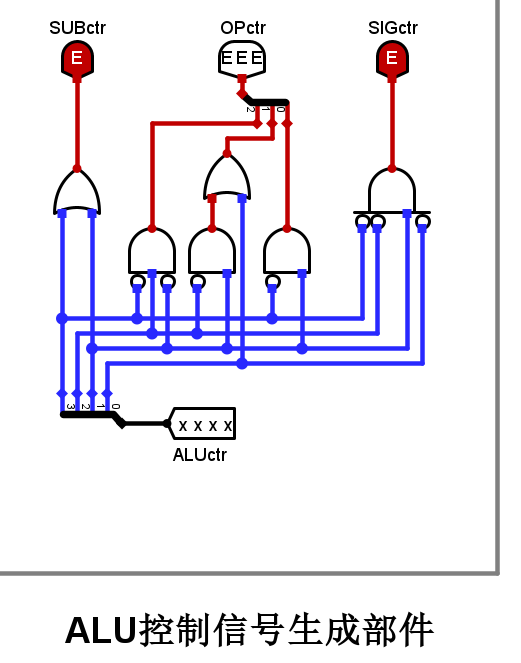 SUBctr OPctr SIGctr
E EEE E
2 1 0
3 2 1 0
x x x x
ALUctr
ALU控制信号生成部件